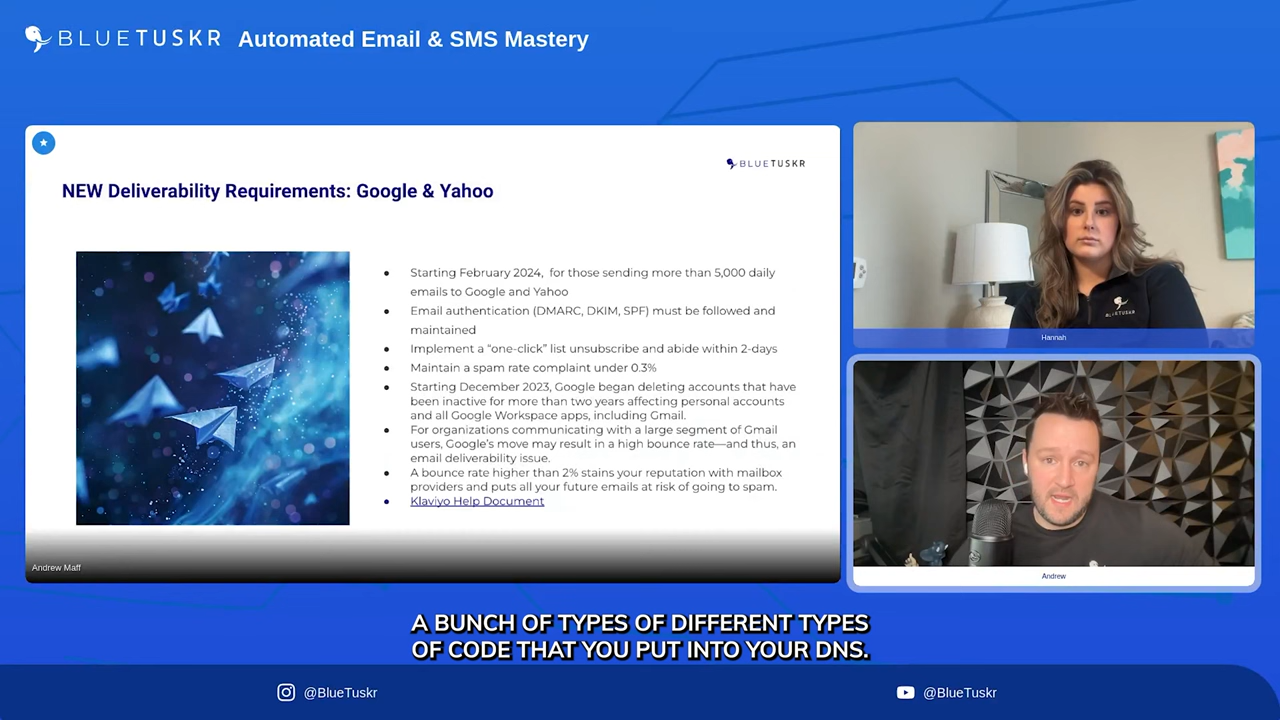 BLUETUSKR Automated Email & SMS Mastery
BLUETUSKR
NEW Deliverability Requirements: Google & Yahoo
• Starting February 2024, for those sending more than 5,000 daily
emails to Google and Yahoo
• Email authentication (DMARC, DKIM, SPF) must be followed and
maintained
• Implement a “one-click” list unsubscribe and abide within 2-days
• Maintain a spam rate complaint under 0.3%
• Starting December 2023, Google began deleting accounts that have
been inactive for more than two years affecting personal accounts
and all Google Workspace apps, including Gmail.
• For organizations communicating with a large segment of Gmail
users, Google’s move may result in a high bounce rate—and thus, an
email deliverability issue.
• A bounce rate higher than 2% stains your reputation with mailbox
providers and puts all your future emails at risk of going to spam.
• Klaviyo Help Document
Andrew Maff
BLUETUSKR
Hannah
Andrew
A BUNCH OF TYPES OF DIFFERENT TYPES
OF CODE THAT YOU PUT INTO YOUR DNS.
@BlueTuskr
@BlueTuskr